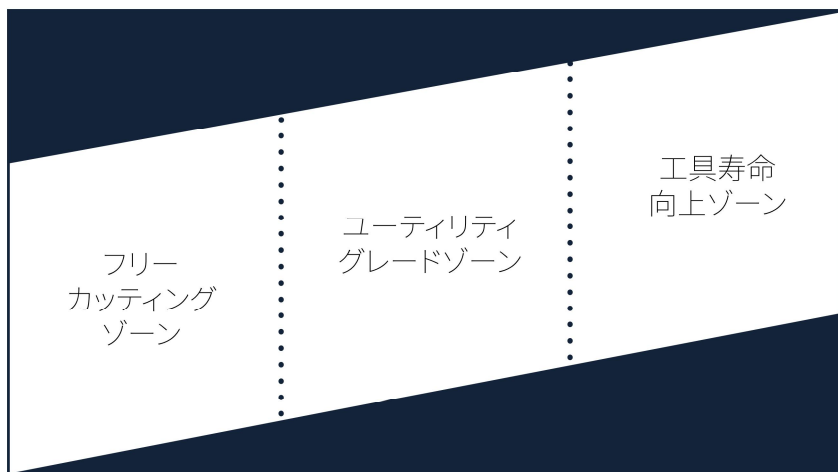 フリー
カッティング
ゾーン
ユーティリティ
グレードゾーン
工具寿命
向上ゾーン